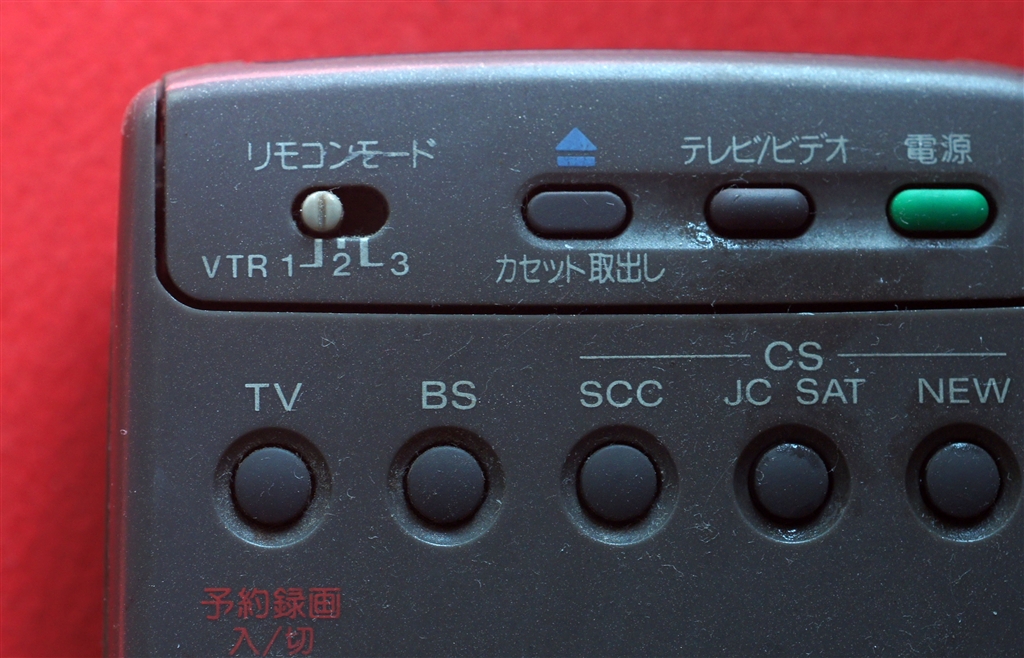 リモコンモード
テレビ/ビデオ
電源
VTR 1 2 3
カセット取出し
CS
TV
BS
SCC
JC SAT
NEW
予約録画
入/切